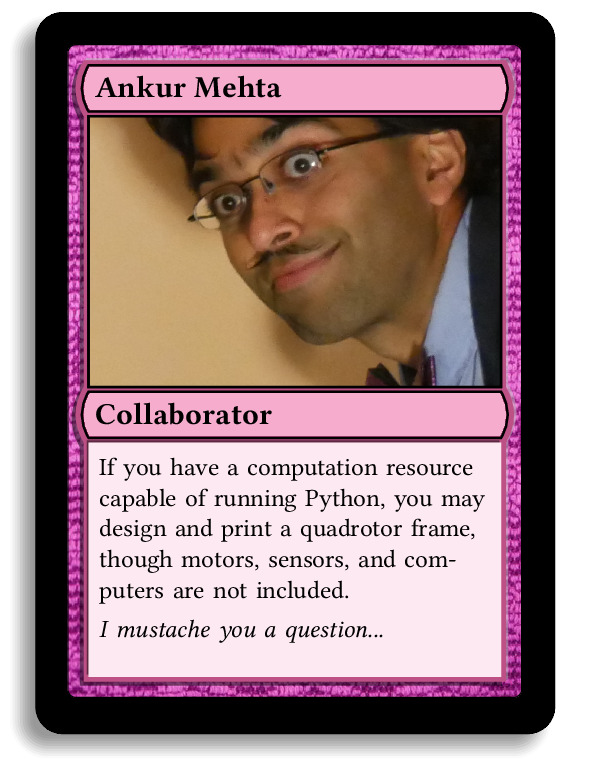 Ankur Mehta
Collaborator
If you have a computation resource
capable of running Python, you may
design and print a quadrotor frame,
though motors, sensors, and com-
puters are not included.
I mustache you a question...